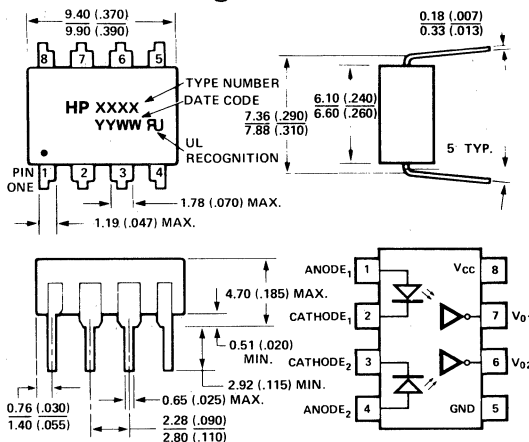 9.40 (.370)
9.90 (.390)
0.18 (.007)
0.33 (.013)
8 7 6 5
HP XXXX
YYWW
TYPE NUMBER
DATE CODE
UL
RECOGNITION
PIN
ONE
1 2 3 4
1.78 (.070) MAX.
1.19 (.047) MAX.
7.36 (.290)
7.88 (.310)
6.10 (.240)
6.60 (.260)
5 TYP.
4.70 (.185) MAX.
0.51 (.020)
MIN.
2.92 (.115) MIN.
0.76 (.030)
1.40 (.055)
0.65 (.025) MAX.
2.28 (.090)
2.80 (.110)
ANODE1 1 VCC 8
CATHODE1 2 7 V01
CATHODE2 3 6 V02
ANODE2 4 GND 5